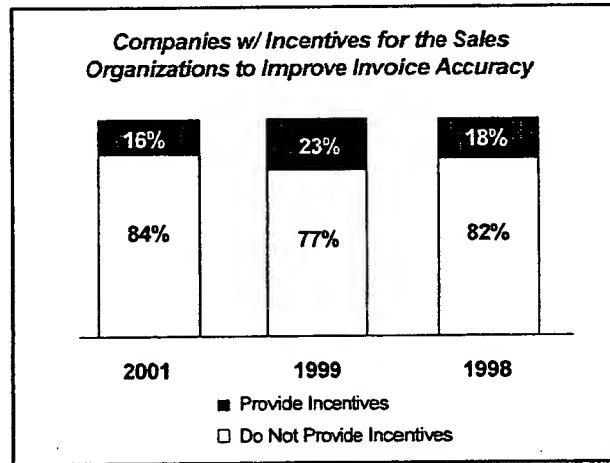 Companies w/ Incentives for the Sales
Organizations to Improve Invoice Accuracy
16% 23% 18%
84% 77% 82%
2001 1999 1998
Provide Incentives
Do Not Provide Incentives